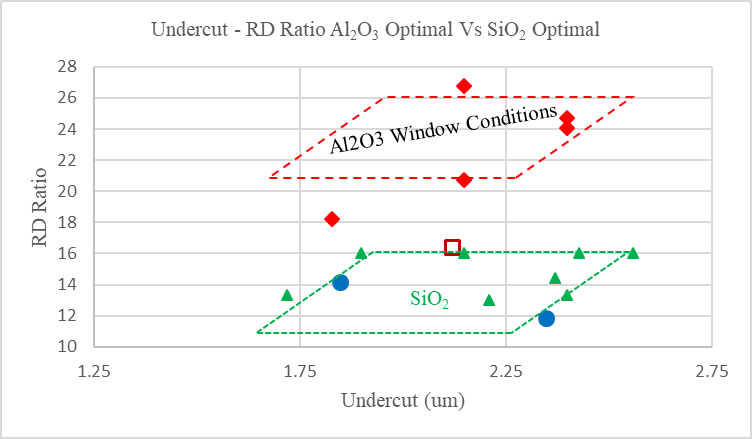 Undercut - RD Ratio Al₂O₃ Optimal Vs SiO₂ Optimal
28
26
24
22
20
18
16
14
12
10
RD Ratio
Al2O3 Window Conditions
SiO₂
1.25
1.75
2.25
2.75
Undercut (um)